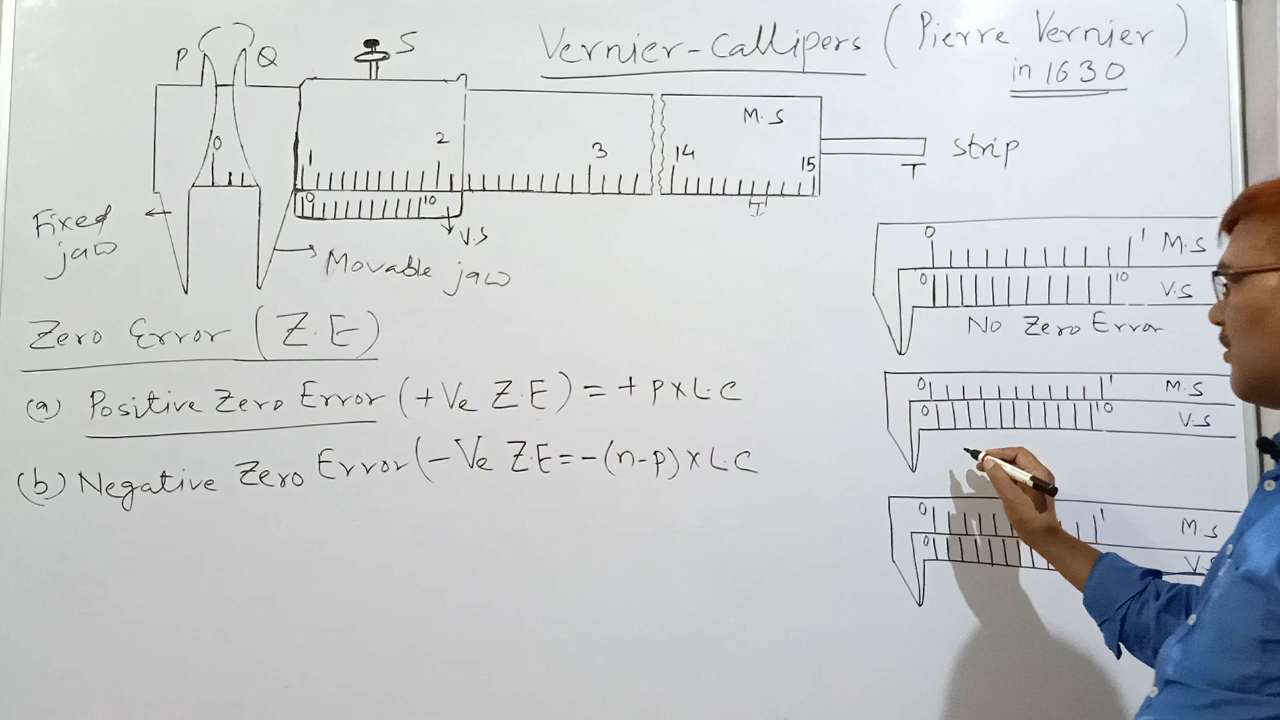 Vernier-Callipers (Pierre Vernier)
in 1630
P Q S
M.S
0 1 2 3 14 15
0 10
V.S
strip
T
Fixed
jaw
Movable jaw
Zero Error (Z.E)
(a) Positive Zero Error (+Ve Z.E) = + P x L.C
(b) Negative Zero Error (-Ve Z.E = -(n-p) x L.C
0 1 M.S
0 10 V.S
No Zero Error
0 1 M.S
0 10 V.S
0 1 M.S
0 V.S